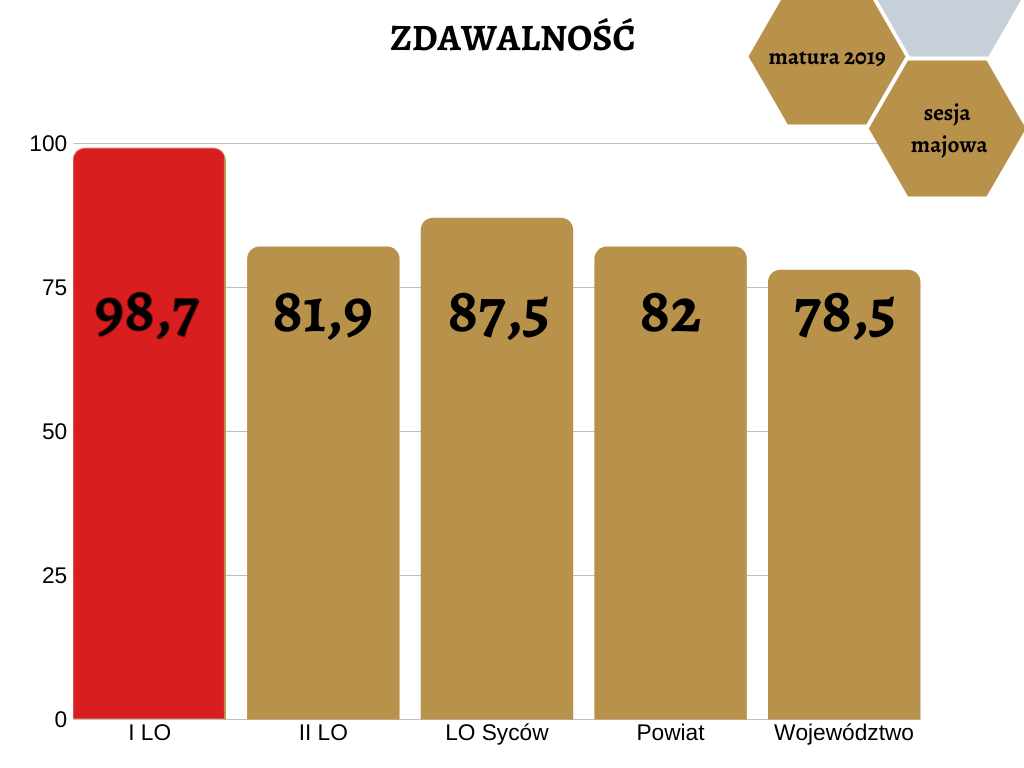 ZDAWALNOŚĆ
matura 2019
sesja
majowa
100
75
50
25
0
98,7
81,9
87,5
82
78,5
I LO
II LO
LO Syców
Powiat
Województwo